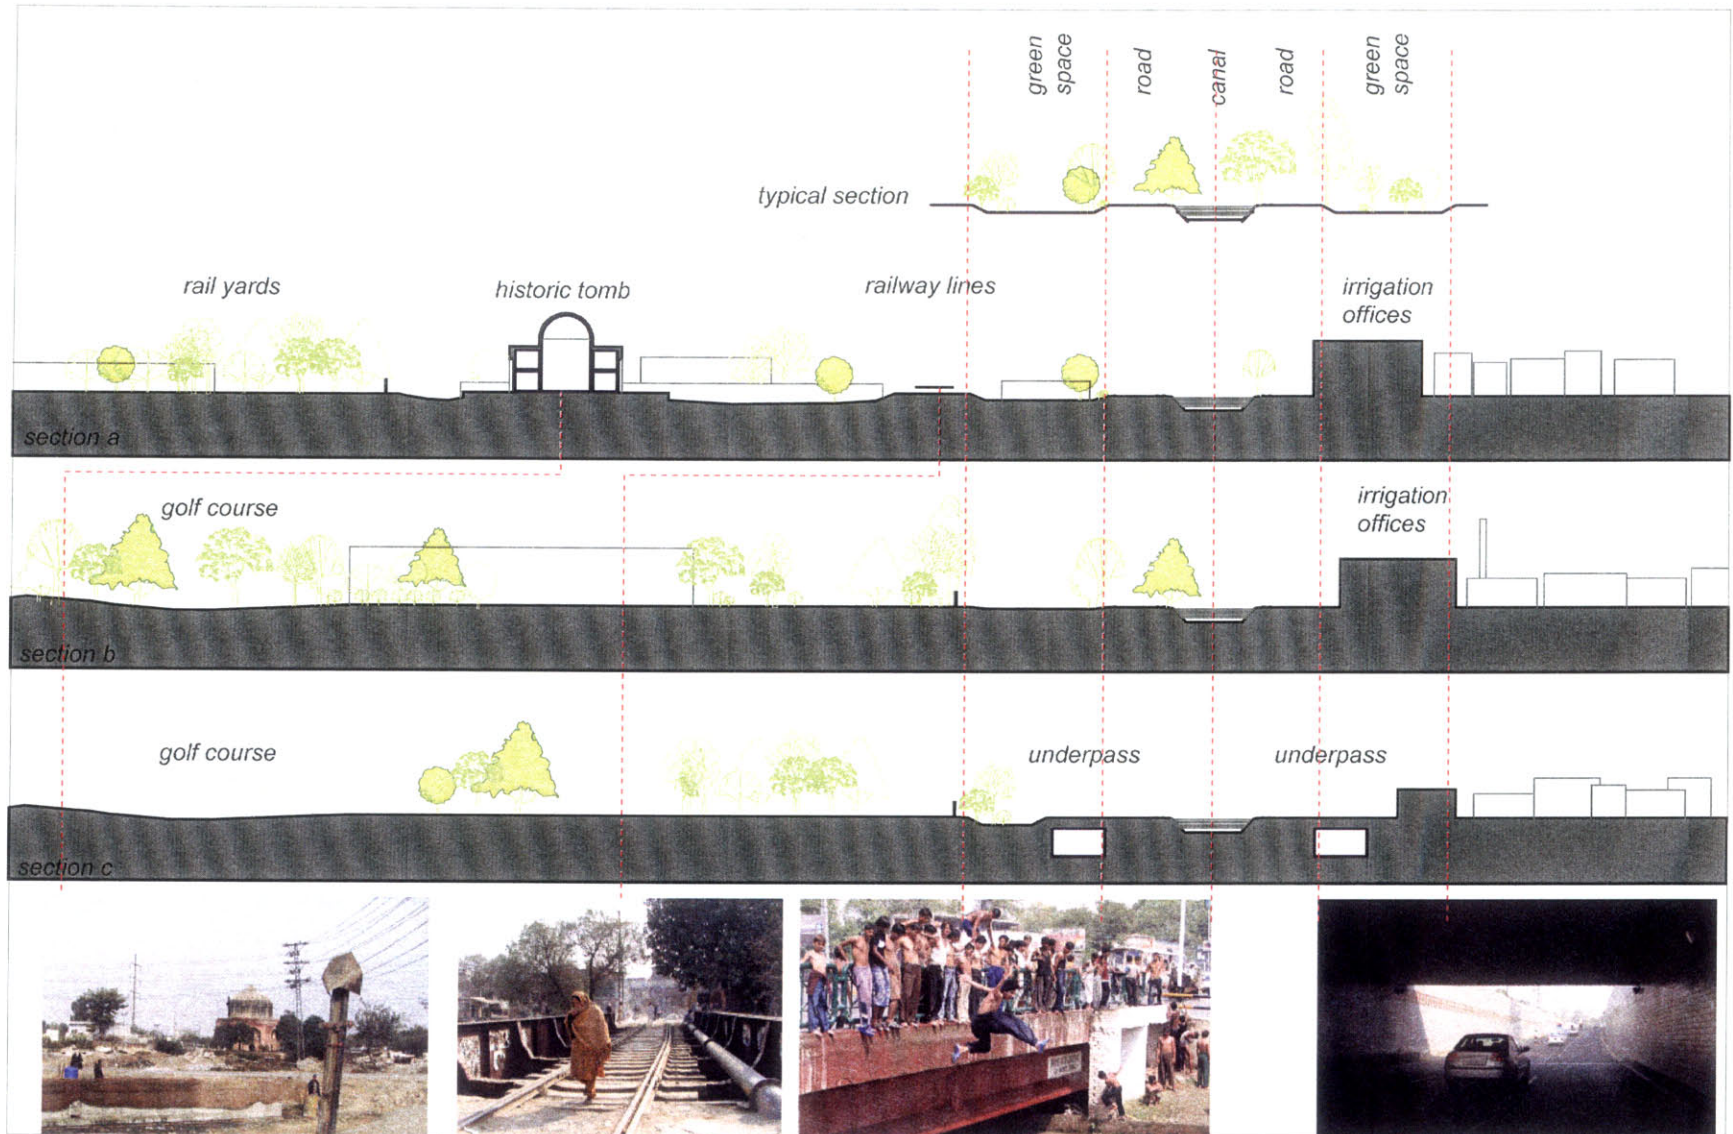 green
space
road
canal
road
green
space
typical section
rail yards
historic tomb
railway lines
irrigation
offices
section a
golf course
irrigation
offices
section b
golf course
underpass
underpass
section c